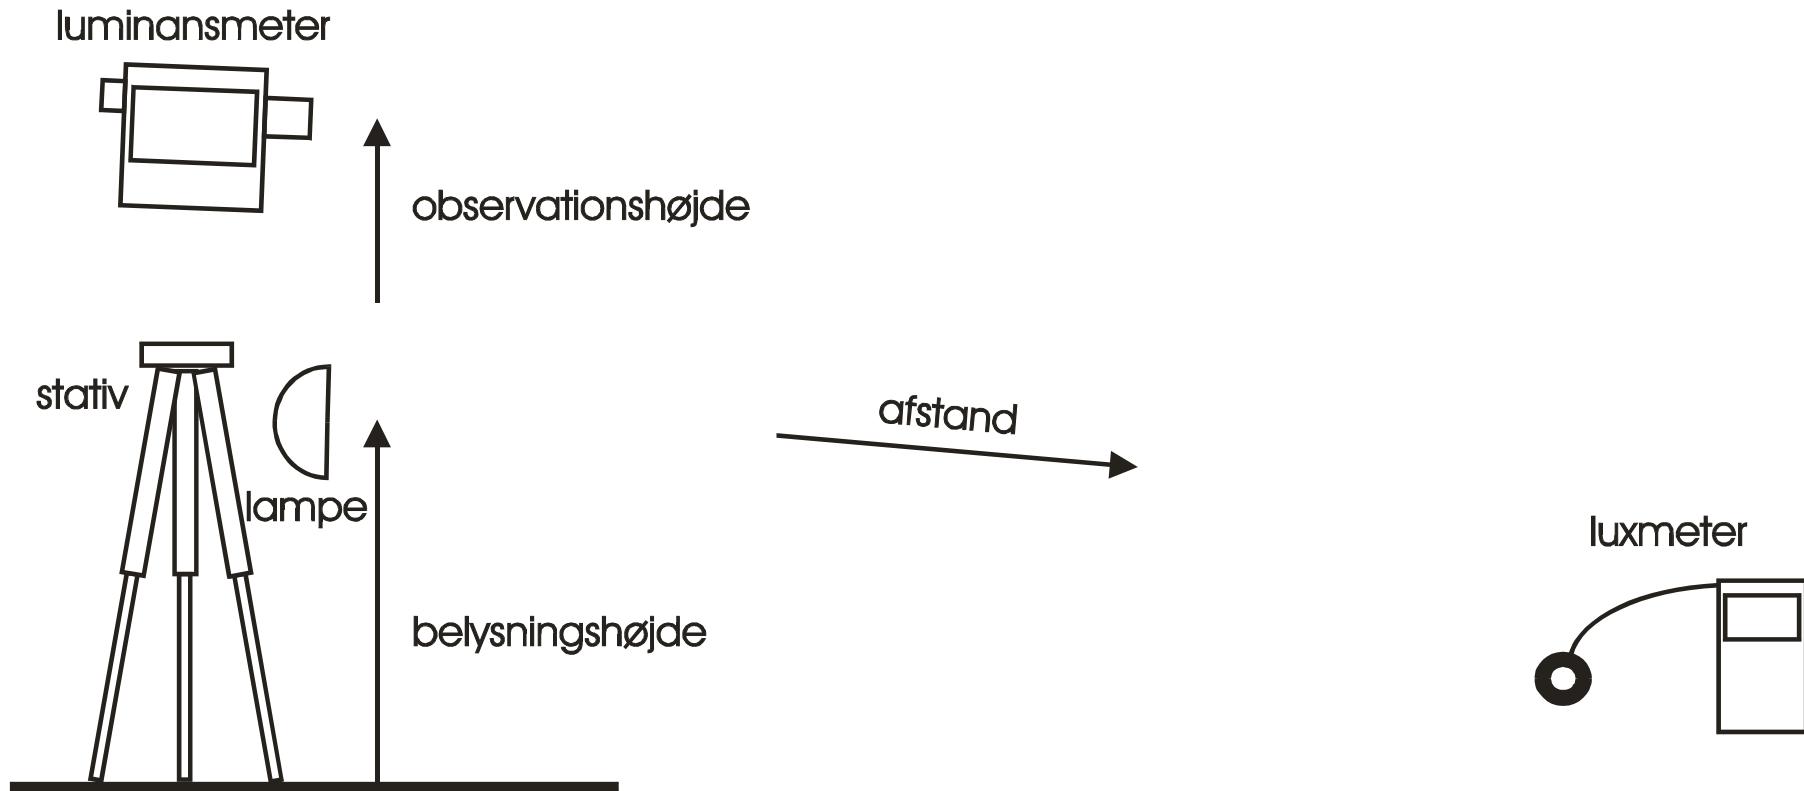 luminansmeter
observationshøjde
stativ
afstand
lampe
luxmeter
belysningshøjde